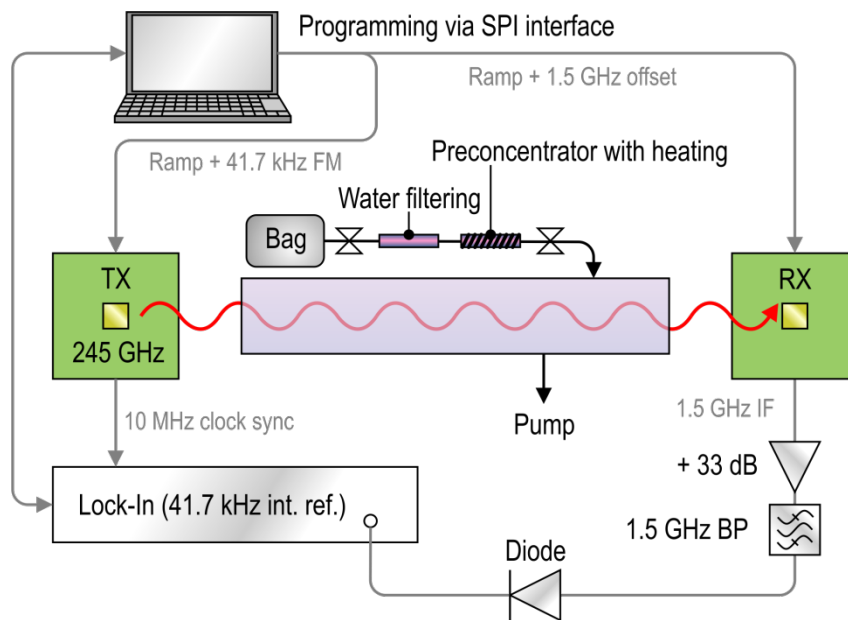 Programming via SPI interface
Ramp + 1.5 GHz offset
Ramp + 41.7 kHz FM
Preconcentrator with heating
Water filtering
Bag
TX
245 GHz
RX
10 MHz clock sync
Pump
1.5 GHz IF
+ 33 dB
Lock-In (41.7 kHz int. ref.)
1.5 GHz BP
Diode